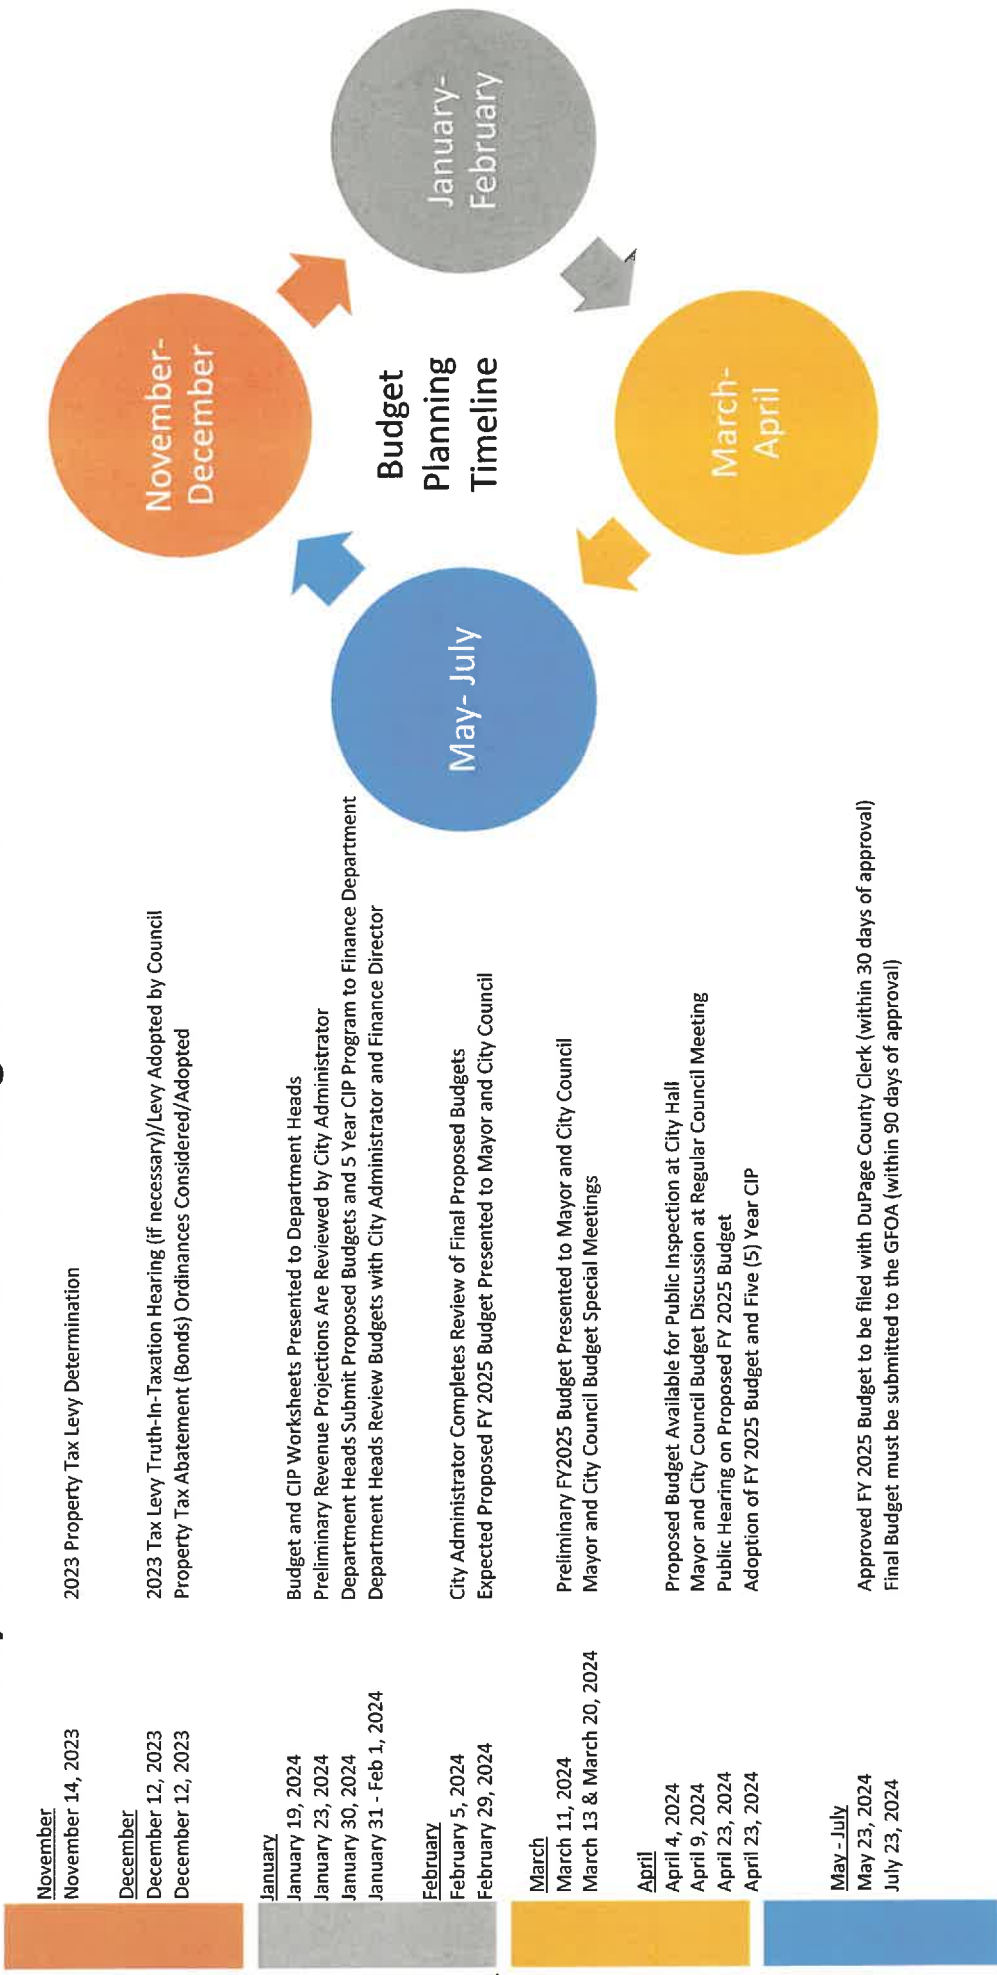 November
November 14, 2023 2023 Property Tax Levy Determination
December
December 12, 2023 2023 Tax Levy Truth-In-Taxation Hearing (if necessary)/Levy Adopted by Council
December 12, 2023 Property Tax Abatement (Bonds) Ordinances Considered/Adopted
January
January 19, 2024 Budget and CIP Worksheets Presented to Department Heads
January 23, 2024 Preliminary Revenue Projections Are Reviewed by City Administrator
January 30, 2024 Department Heads Submit Proposed Budgets and 5 Year CIP Program to Finance Department
January 31 - Feb 1, 2024 Department Heads Review Budgets with City Administrator and Finance Director
February
February 5, 2024 City Administrator Completes Review of Final Proposed Budgets
February 29, 2024 Expected Proposed FY 2025 Budget Presented to Mayor and City Council
March
March 11, 2024 Preliminary FY2025 Budget Presented to Mayor and City Council
March 13 & March 20, 2024 Mayor and City Council Budget Special Meetings
April
April 4, 2024 Proposed Budget Available for Public Inspection at City Hall
April 9, 2024 Mayor and City Council Budget Discussion at Regular Council Meeting
April 23, 2024 Public Hearing on Proposed FY 2025 Budget
April 23, 2024 Adoption of FY 2025 Budget and Five (5) Year CIP
May - July
May 23, 2024 Approved FY 2025 Budget to be filed with DuPage County Clerk (within 30 days of approval)
July 23, 2024 Final Budget must be submitted to the GFOA (within 90 days of approval)
November-
December
January-
February
Budget
Planning
Timeline
May- July
March-
April